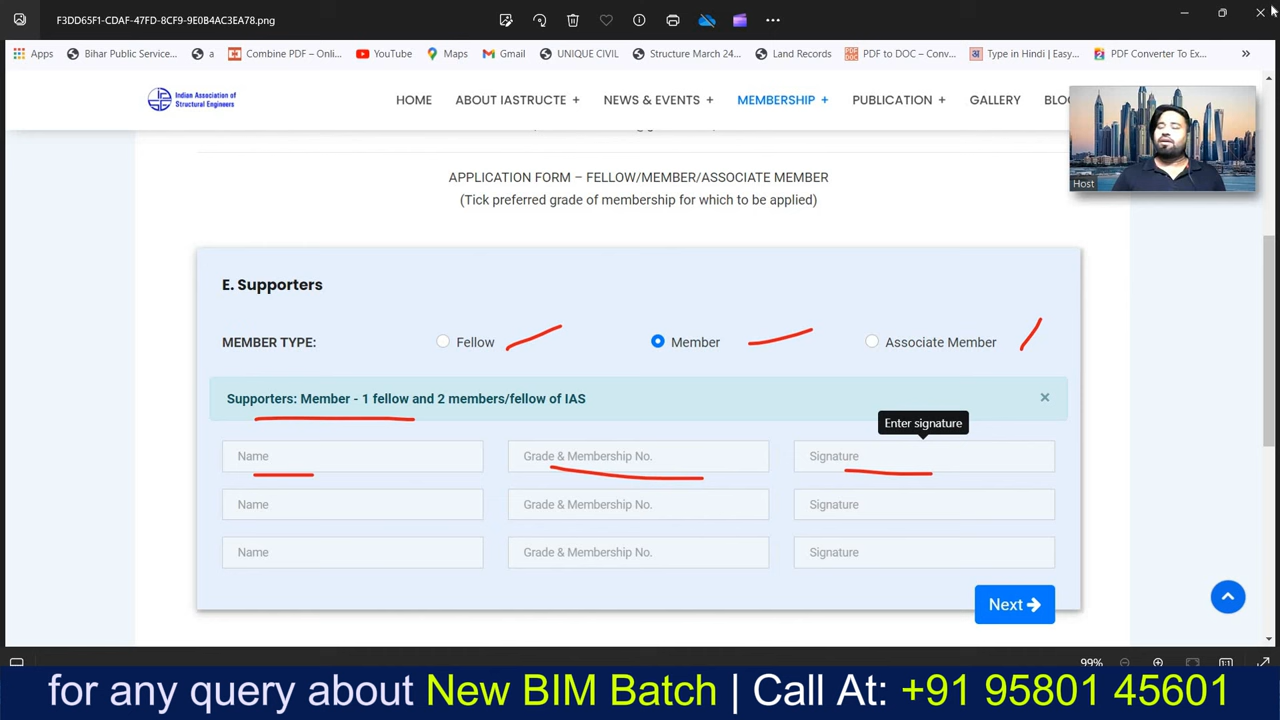 F3DD65F1-CDAF-47FD-8CF9-9E0B4AC3EA78.png
Apps Bihar Public Service... a Combine PDF – Onli... YouTube Maps Gmail UNIQUE CIVIL Structure March 24... Land Records PDF to DOC – Conv... Type in Hindi | Easy... PDF Converter To Ex... »
Indian Association of
Structural Engineers
HOME ABOUT IASTRUCTE + NEWS & EVENTS + MEMBERSHIP + PUBLICATION + GALLERY BLO
Host
APPLICATION FORM – FELLOW/MEMBER/ASSOCIATE MEMBER
(Tick preferred grade of membership for which to be applied)
E. Supporters
MEMBER TYPE: Fellow Member Associate Member
Supporters: Member - 1 fellow and 2 members/fellow of IAS ×
Enter signature
Name Grade & Membership No. Signature
Name Grade & Membership No. Signature
Name Grade & Membership No. Signature
Next
99%
for any query about New BIM Batch | Call At: +91 95801 45601